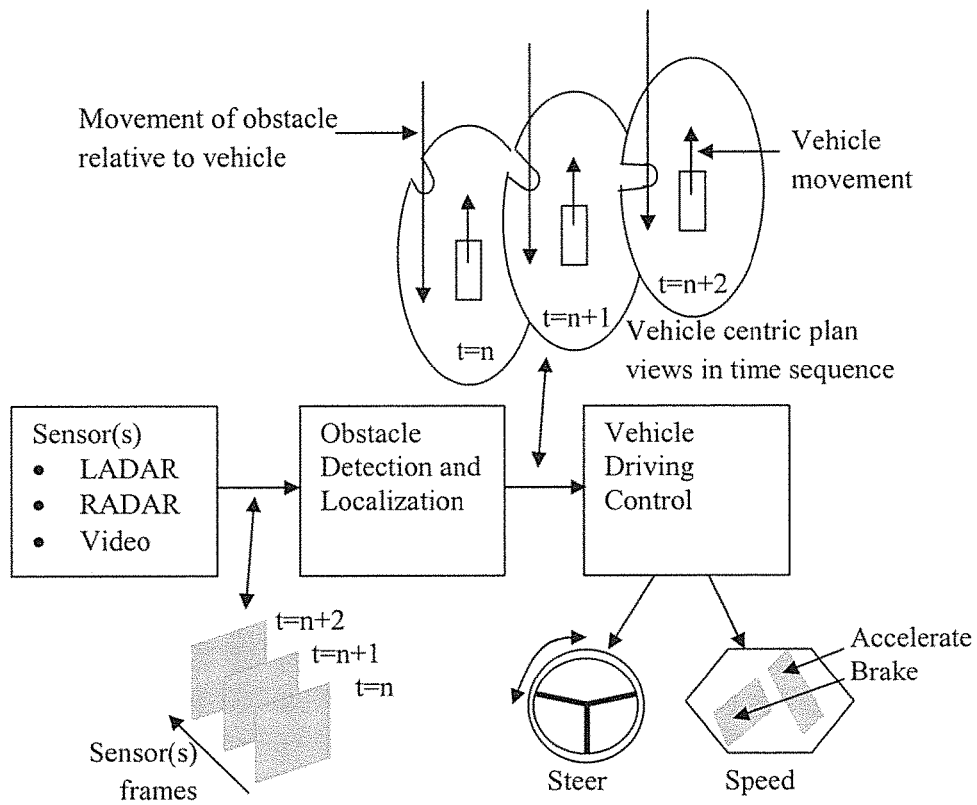 Movement of obstacle
relative to vehicle
Vehicle
movement
t=n
t=n+1
t=n+2
Vehicle centric plan
views in time sequence
Sensor(s)
• LADAR
• RADAR
• Video
Obstacle
Detection and
Localization
Vehicle
Driving
Control
t=n+2
t=n+1
t=n
Sensor(s)
frames
Steer
Speed
Accelerate
Brake